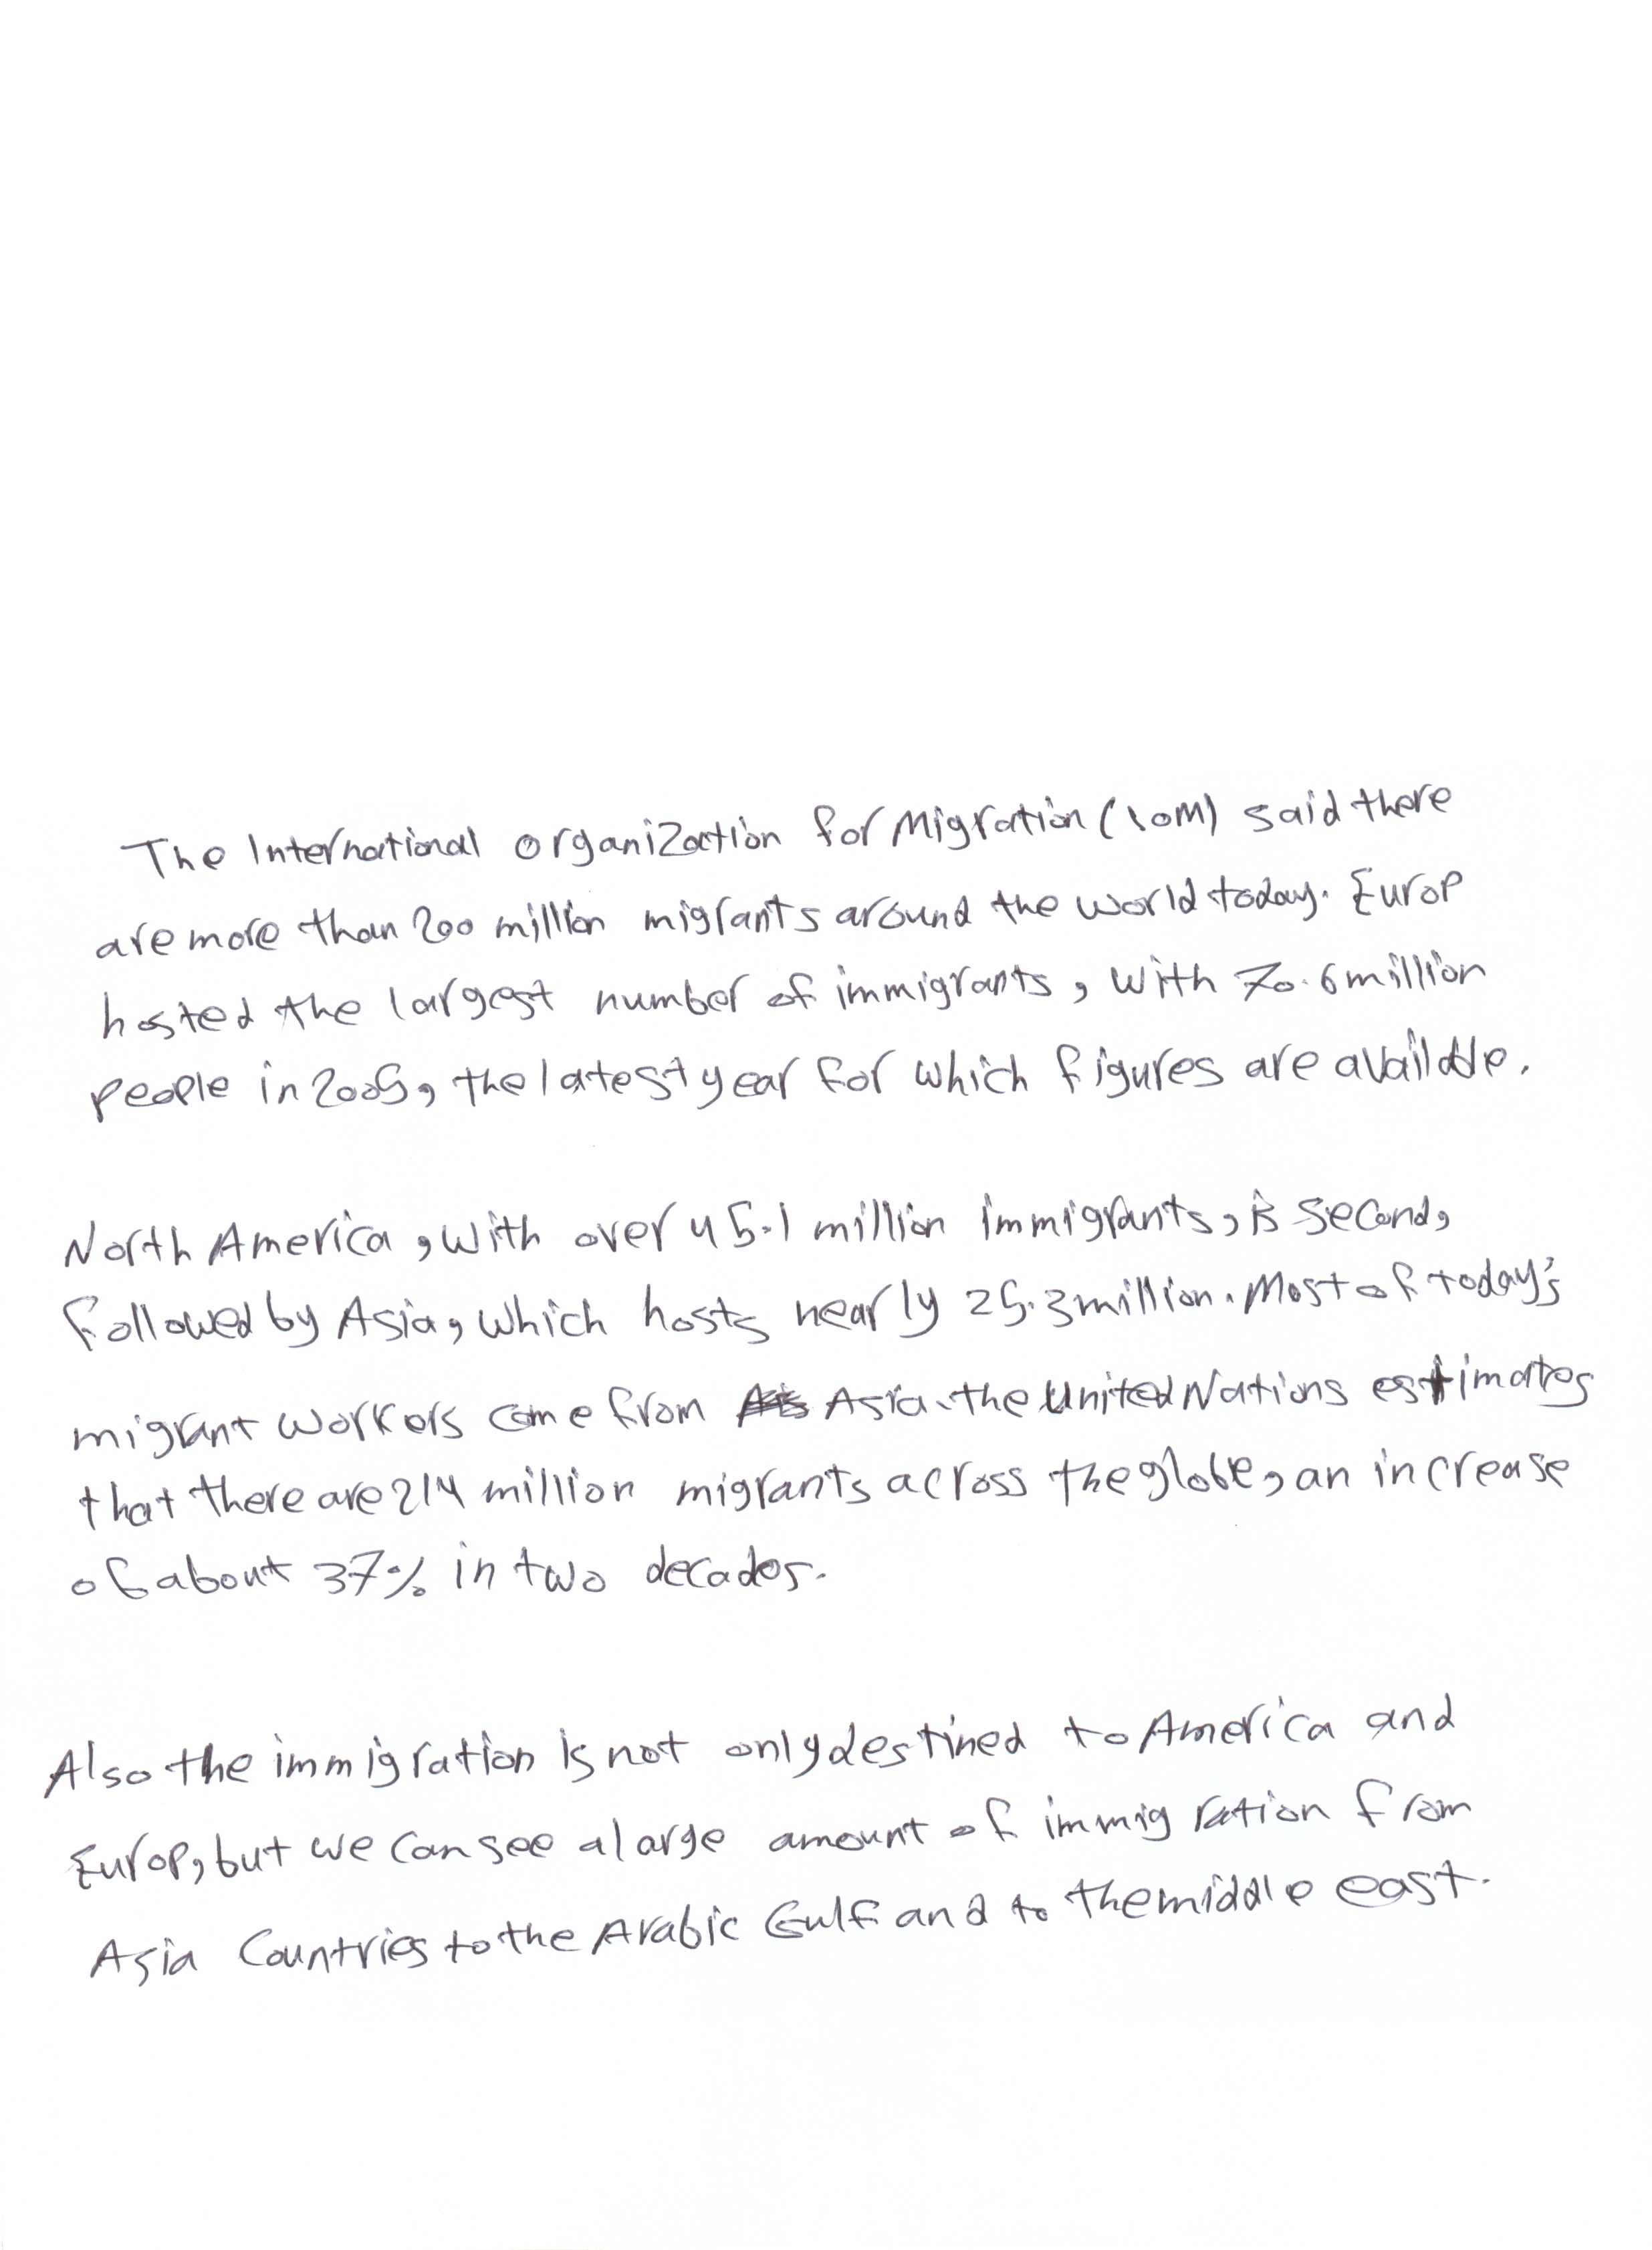 The International organization for Migration (IOM) said there
are more than 200 million migrants around the world today. Europ
hosted the largest number of immigrants, with 70.6 million
people in 2005, the latest year for which figures are available.
North America, with over 45.1 million immigrants, is second,
followed by Asia, which hosts nearly 25.3 million. Most of today's
migrant workers come from Asia. the United Nations estimates
that there are 214 million migrants across the globe, an increase
of about 37% in two decades.
Also the immigration is not only destined to America and
Europ, but we can see a large amount of immigration from
Asia Countries to the Arabic Gulf and to the middle east.